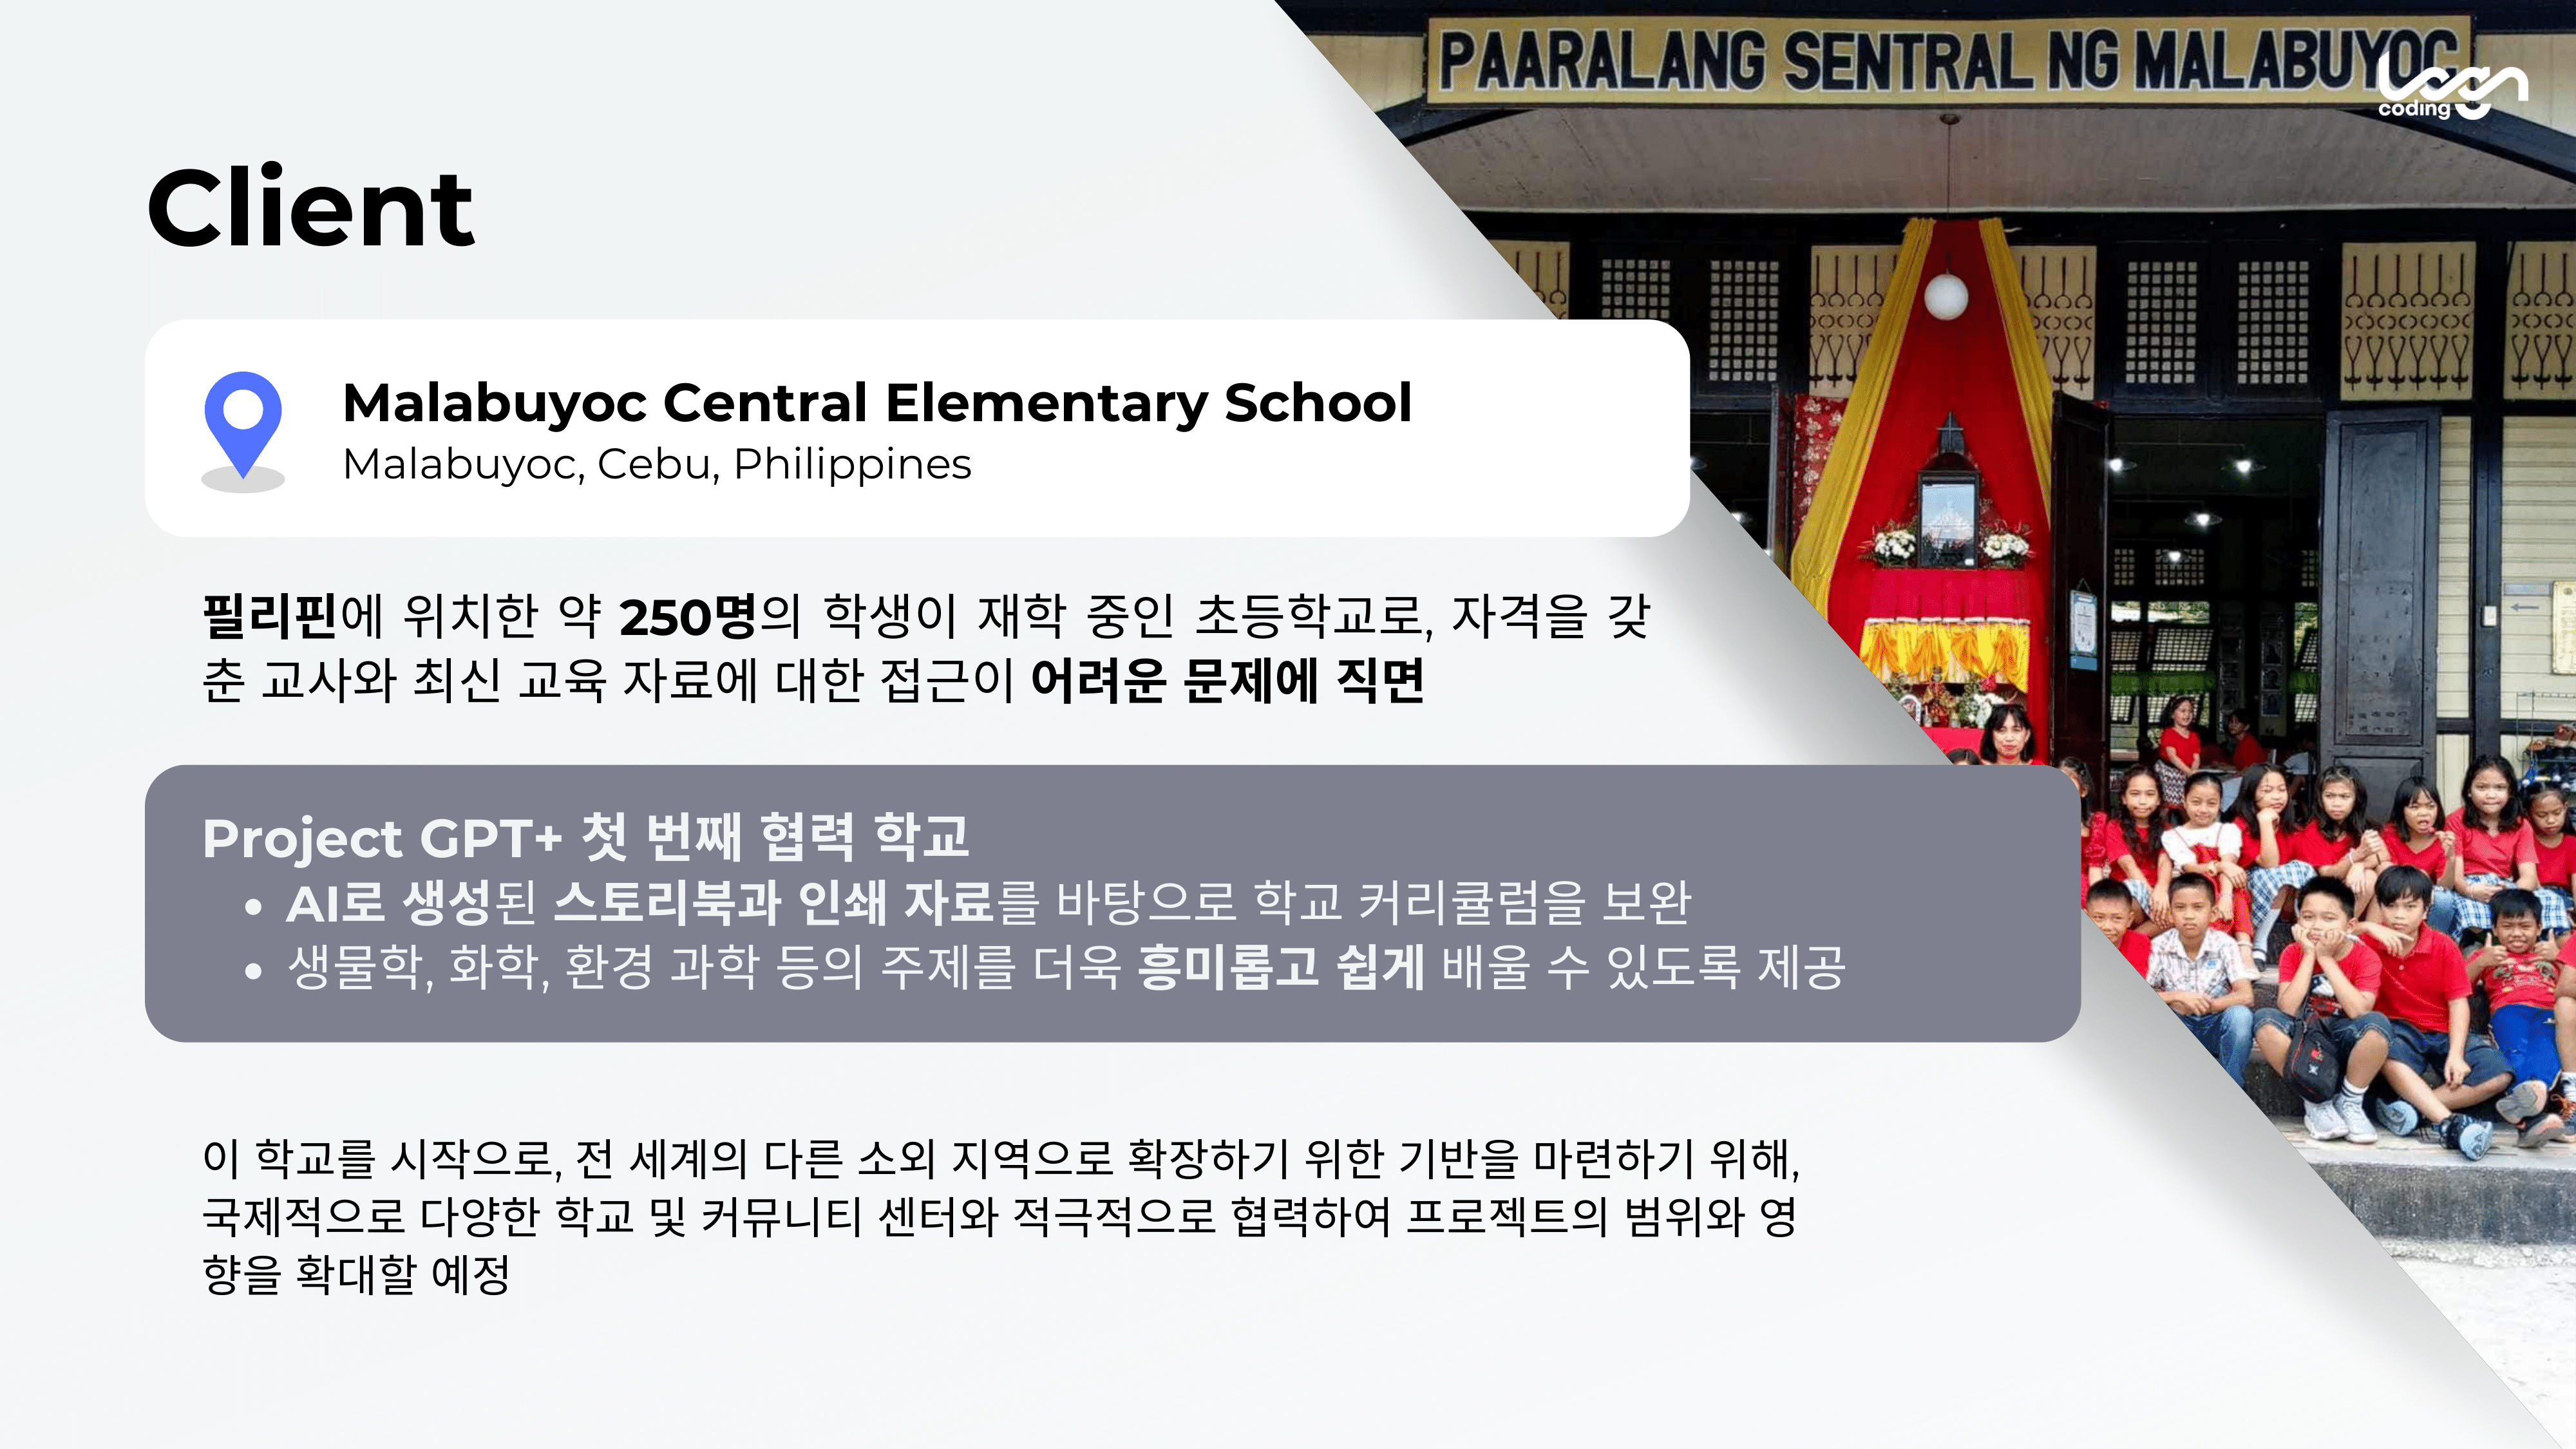 PAARALANG SENTRAL NG MALABUYOC
coding
Client
Malabuyoc Central Elementary School
Malabuyoc, Cebu, Philippines
필리핀에 위치한 약 250명의 학생이 재학 중인 초등학교로, 자격을 갖
춘 교사와 최신 교육 자료에 대한 접근이 어려운 문제에 직면
Project GPT+ 첫 번째 협력 학교
• AI로 생성된 스토리북과 인쇄 자료를 바탕으로 학교 커리큘럼을 보완
• 생물학, 화학, 환경 과학 등의 주제를 더욱 흥미롭고 쉽게 배울 수 있도록 제공
이 학교를 시작으로, 전 세계의 다른 소외 지역으로 확장하기 위한 기반을 마련하기 위해,
국제적으로 다양한 학교 및 커뮤니티 센터와 적극적으로 협력하여 프로젝트의 범위와 영
향을 확대할 예정